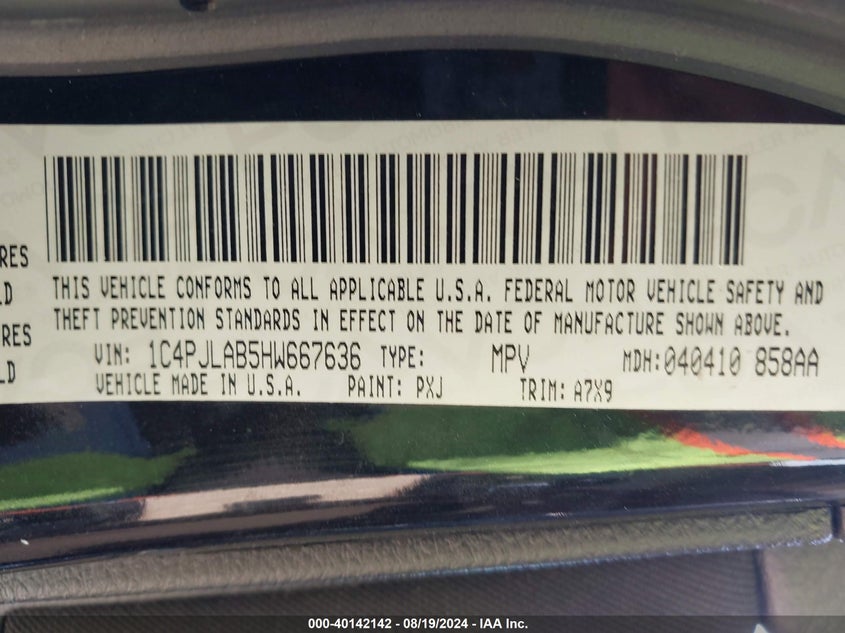 RES
LD
RES
LD
THIS VEHICLE CONFORMS TO ALL APPLICABLE U.S.A. FEDERAL MOTOR VEHICLE SAFETY AND
THEFT PREVENTION STANDARDS IN EFFECT ON THE DATE OF MANUFACTURE SHOWN ABOVE.
VIN: 1C4PJLAB5HW667636 TYPE: MPV MDH:040410 858AA
VEHICLE MADE IN U.S.A. PAINT: PXJ TRIM: A7X9
000-40142142 - 08/19/2024 - IAA Inc.